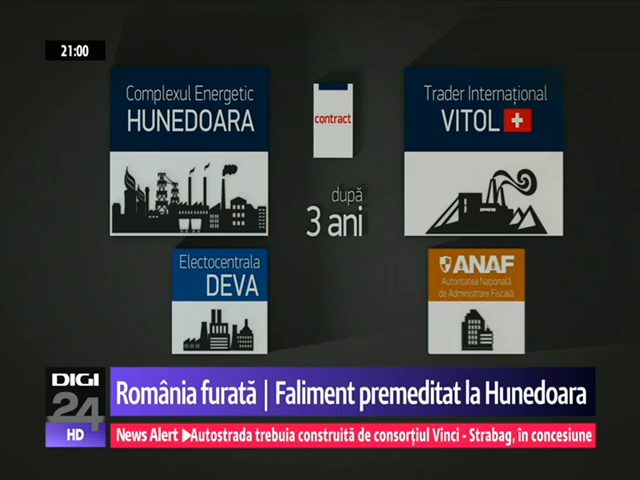 21:00
Complexul Energetic
HUNEDOARA
contract
Trader Internațional
VITOL
după
3 ani
Electocentrala
DEVA
ANAF
Autoritatea Națională
de Administrare Fiscală
DIGI
24
HD
România furată | Faliment premeditat la Hunedoara
News Alert ▶Autostrada trebuia construită de consorțiul Vinci - Strabag, în concesiune